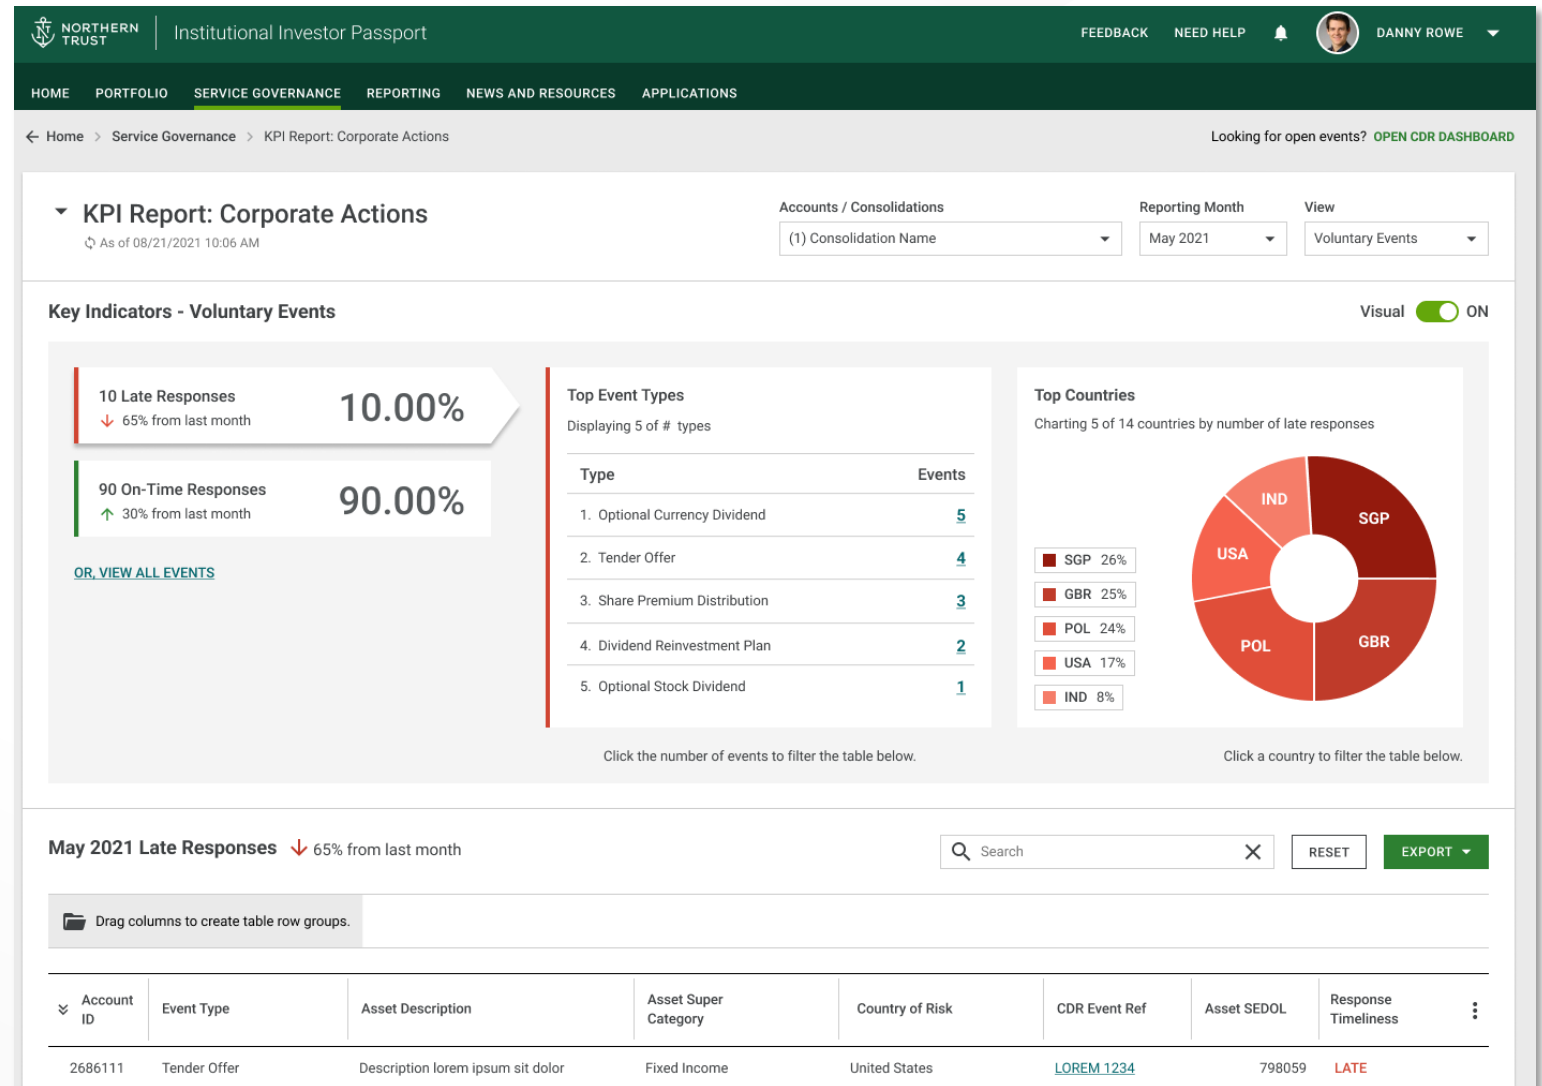 NORTHERN
TRUST
Institutional Investor Passport
FEEDBACK
NEED HELP
DANNY ROWE
HOME
PORTFOLIO
SERVICE GOVERNANCE
REPORTING
NEWS AND RESOURCES
APPLICATIONS
Home > Service Governance > KPI Report: Corporate Actions
Looking for open events? OPEN CDR DASHBOARD
KPI Report: Corporate Actions
As of 08/21/2021 10:06 AM
Accounts / Consolidations
(1) Consolidation Name
Reporting Month
May 2021
View
Voluntary Events
Key Indicators - Voluntary Events
Visual
ON
10 Late Responses
65% from last month
10.00%
90 On-Time Responses
30% from last month
90.00%
OR, VIEW ALL EVENTS
Top Event Types
Displaying 5 of # types
Type Events
1. Optional Currency Dividend 5
2. Tender Offer 4
3. Share Premium Distribution 3
4. Dividend Reinvestment Plan 2
5. Optional Stock Dividend 1
Click the number of events to filter the table below.
Top Countries
Charting 5 of 14 countries by number of late responses
SGP 26%
GBR 25%
POL 24%
USA 17%
IND 8%
IND
SGP
USA
POL
GBR
Click a country to filter the table below.
May 2021 Late Responses
65% from last month
Search
RESET
EXPORT
Drag columns to create table row groups.
Account
ID
Event Type
Asset Description
Asset Super
Category
Country of Risk
CDR Event Ref
Asset SEDOL
Response
Timeliness
2686111 Tender Offer Description lorem ipsum sit dolor Fixed Income United States LOREM 1234 798059 LATE